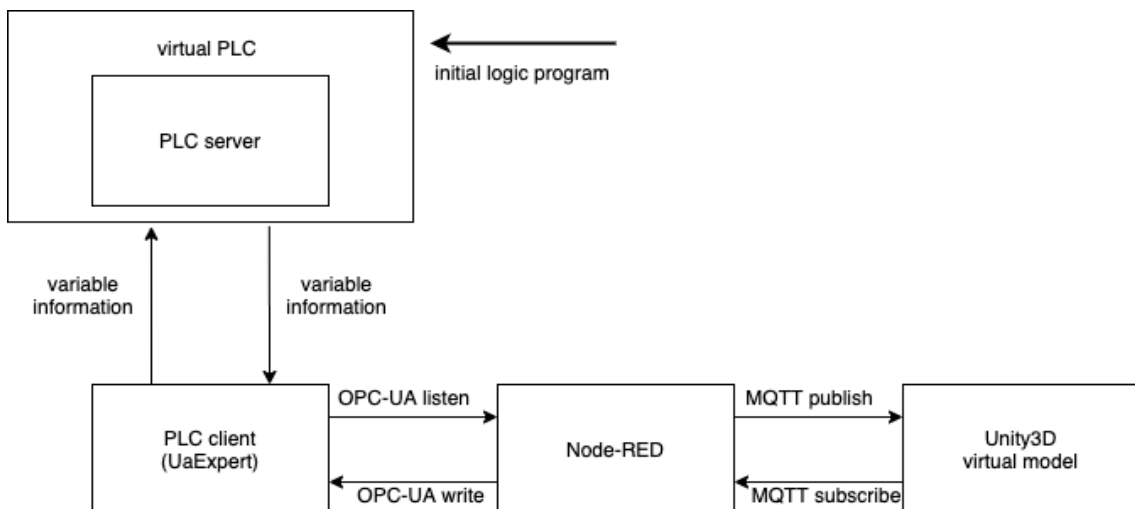 virtual PLC
initial logic program
PLC server
variable
information
variable
information
OPC-UA listen
MQTT publish
PLC client
(UaExpert)
Node-RED
Unity3D
virtual model
OPC-UA write
MQTT subscribe